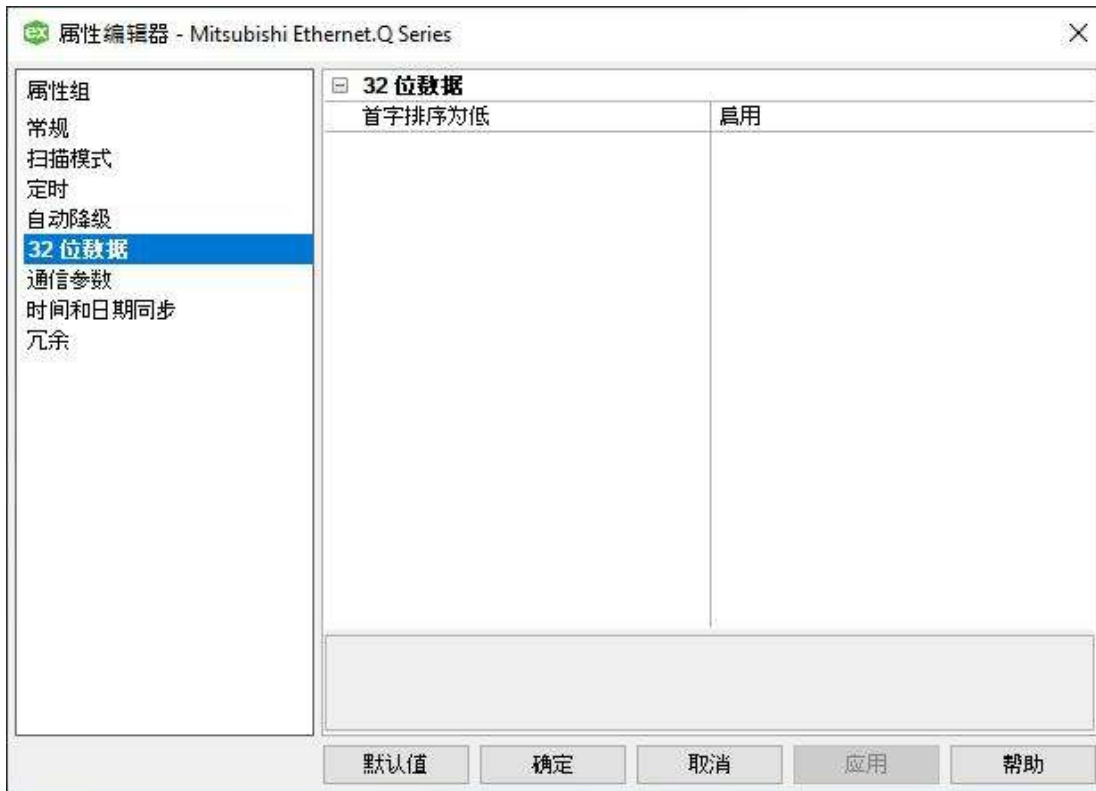 ex 属性编辑器 - Mitsubishi Ethernet.Q Series
属性组
常规
扫描模式
定时
自动降级
32 位数据
通信参数
时间和日期同步
冗余
32 位数据
首字排序为低 启用
默认值 确定 取消 应用 帮助